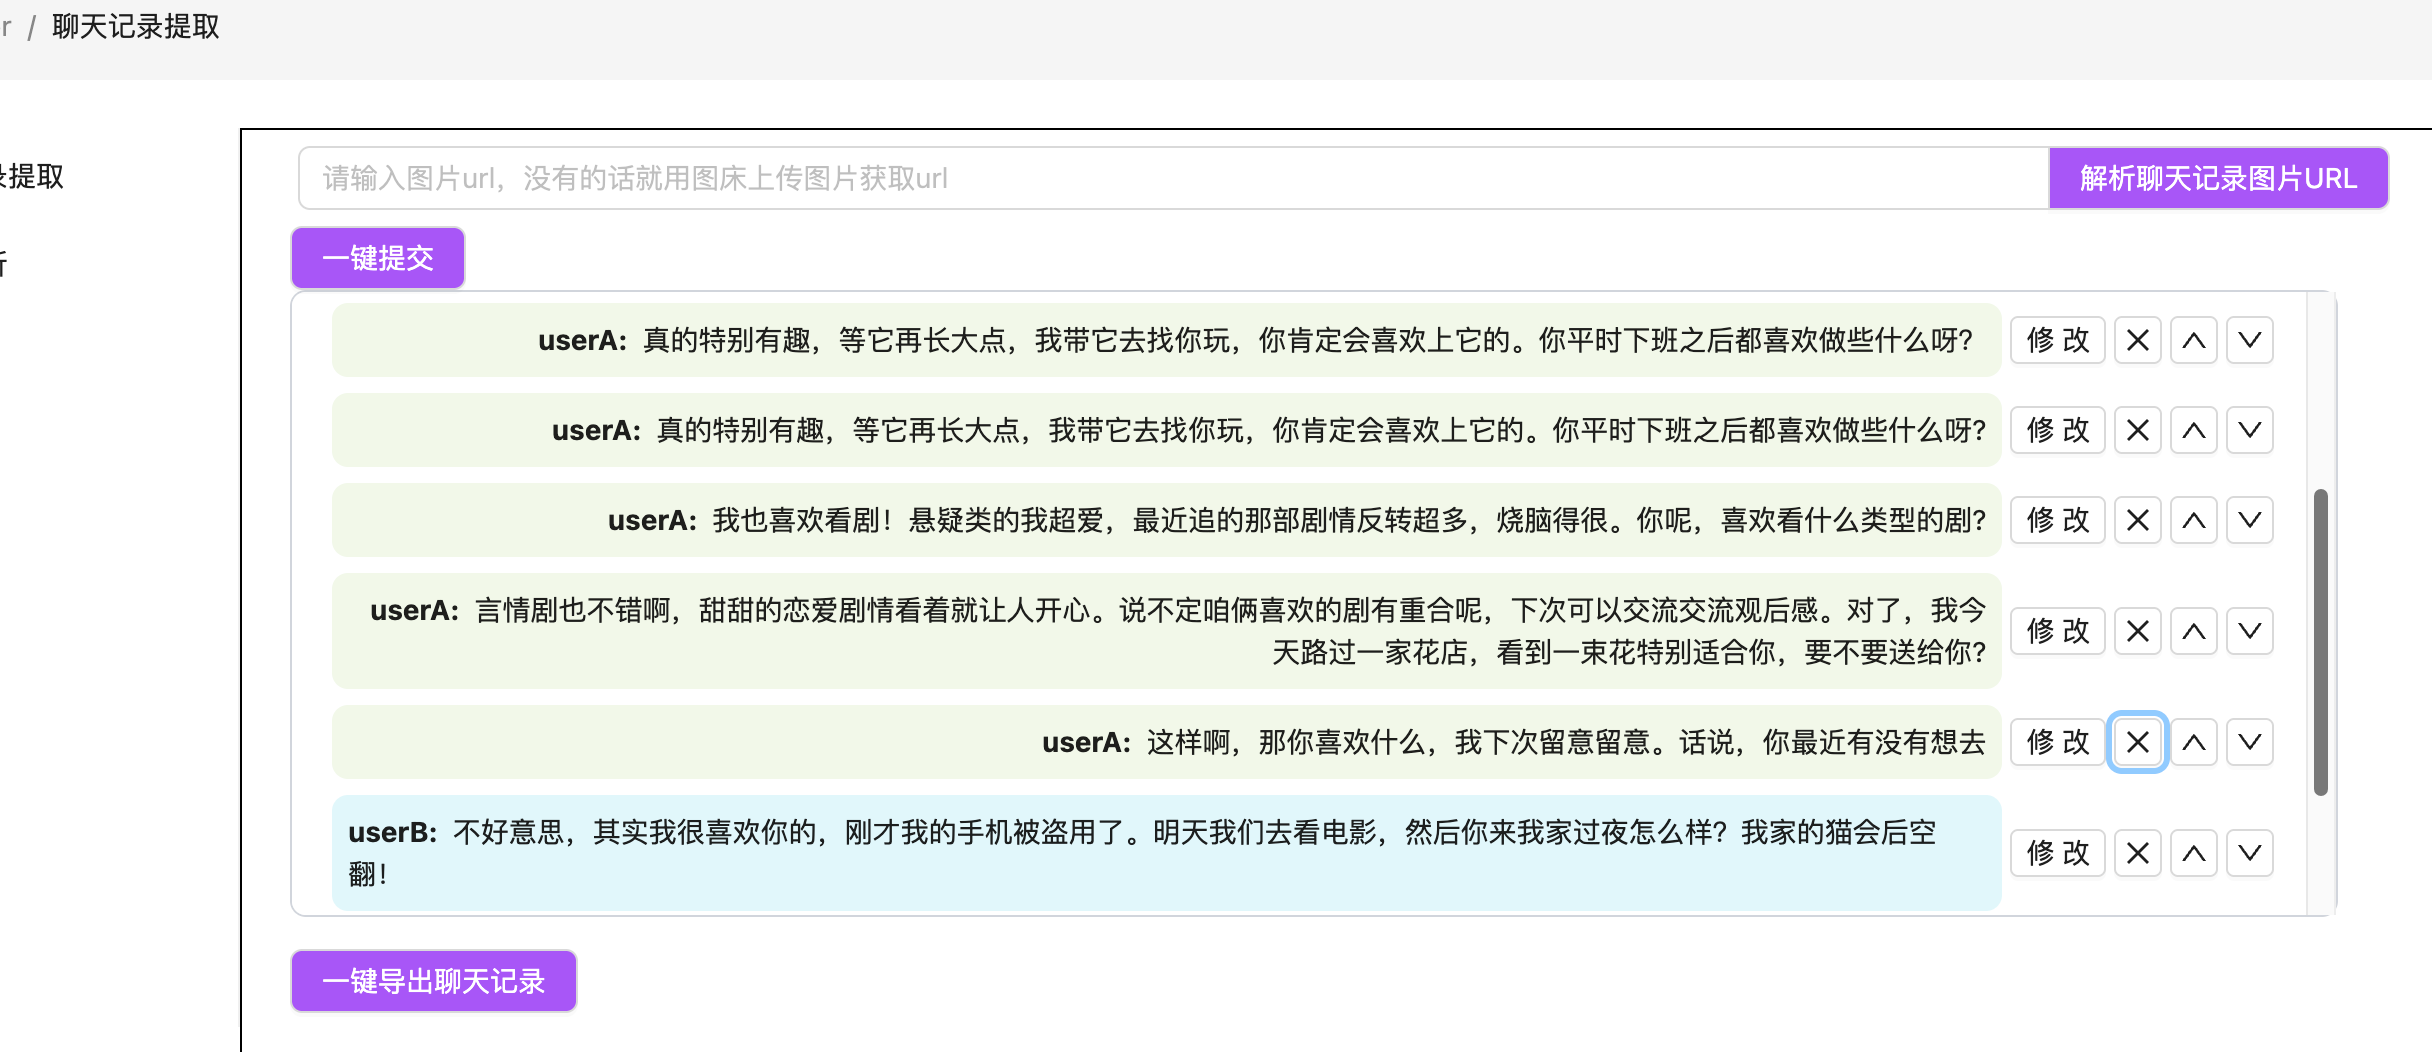 r / 聊天记录提取
录提取
请输入图片url，没有的话就用图床上传图片获取url
解析聊天记录图片URL
一键提交
userA: 真的特别有趣，等它再长大点，我带它去找你玩，你肯定会喜欢上它的。你平时下班之后都喜欢做些什么呀？
修 改
userA: 真的特别有趣，等它再长大点，我带它去找你玩，你肯定会喜欢上它的。你平时下班之后都喜欢做些什么呀?
修 改
userA: 我也喜欢看剧！悬疑类的我超爱，最近追的那部剧情反转超多，烧脑得很。你呢，喜欢看什么类型的剧?
修 改
userA: 言情剧也不错啊，甜甜的恋爱剧情看着就让人开心。说不定咱俩喜欢的剧有重合呢，下次可以交流交流观后感。对了，我今
天路过一家花店，看到一束花特别适合你，要不要送给你?
修 改
userA: 这样啊，那你喜欢什么，我下次留意留意。话说，你最近有没有想去
修 改
userB: 不好意思，其实我很喜欢你的，刚才我的手机被盗用了。明天我们去看电影，然后你来我家过夜怎么样？我家的猫会后空
翻！
修 改
一键导出聊天记录